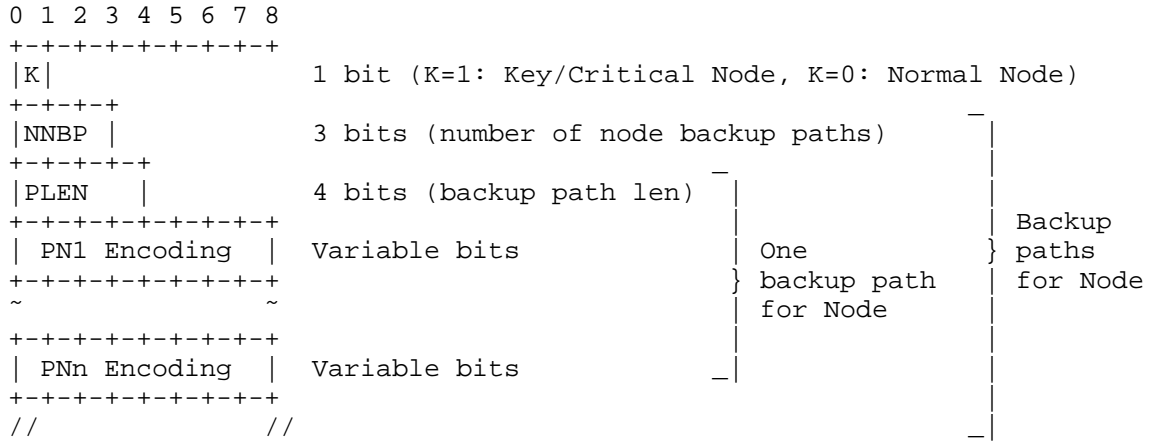 0 1 2 3 4 5 6 7 8
+-+-+-+-+-+-+-+-+
|K|                1 bit (K=1: Key/Critical Node, K=0: Normal Node)
+-+-+-+                                                     _
|NNBP |            3 bits (number of node backup paths)      |
+-+-+-+-+                                   _                |
|PLEN   |          4 bits (backup path len)  |               |
+-+-+-+-+-+-+-+-+                            |               | Backup
| PN1 Encoding  |  Variable bits             | One           } paths
+-+-+-+-+-+-+-+-+                            } backup path   | for Node
~               ~                            | for Node      |
+-+-+-+-+-+-+-+-+                            |               |
| PNn Encoding  |  Variable bits            _|               |
+-+-+-+-+-+-+-+-+                                            |
//              //                                          _|